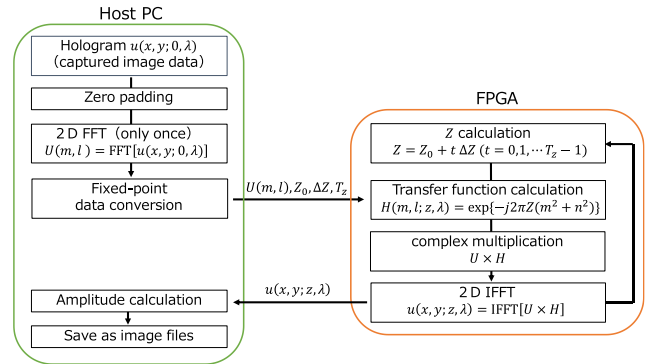 Host PC
Hologram u(x, y; 0, λ)
(captured image data)
Zero padding
2D FFT (only once)
U(m, l) = FFT[u(x, y; 0, λ)]
Fixed-point
data conversion
U(m, l), Z₀, ΔZ, T_z
FPGA
Z calculation
Z = Z₀ + t ΔZ (t = 0,1,⋯ T_z − 1)
Transfer function calculation
H(m, l; z, λ) = exp{−j2πZ(m² + n²)}
complex multiplication
U × H
2D IFFT
u(x, y; z, λ) = IFFT[U × H]
u(x, y; z, λ)
Amplitude calculation
Save as image files